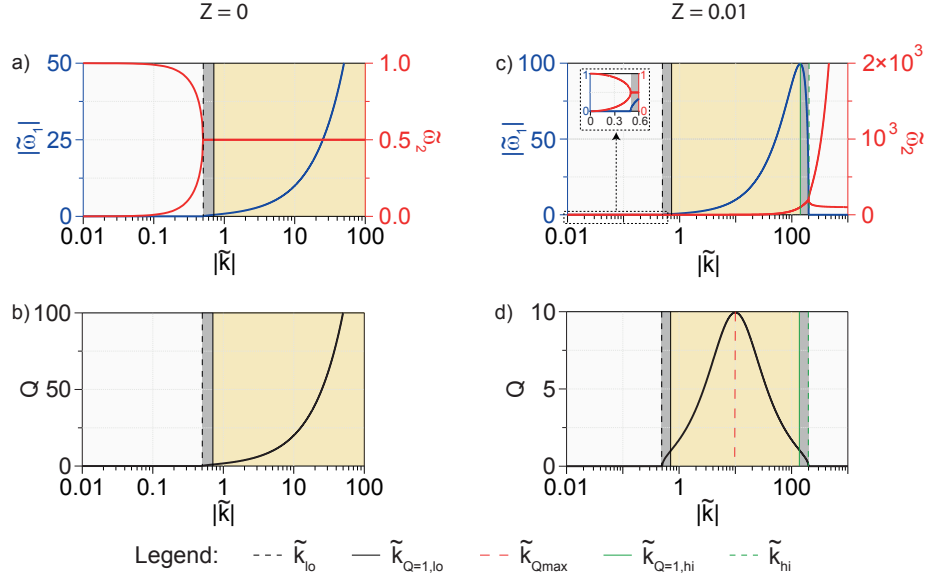 Z = 0
Z = 0.01
a)
50
25
0
|ω̃₁|
1.0
0.5
0.0
ω̃₂
0.01 0.1 1 10 100
|k̃|
c)
100
50
0
|ω̃₁|
2×10³
10³
0
ω̃₂
1
0
1
0
0 0.3 0.6
0.01 1 100
|k̃|
b)
100
50
0
Q
0.01 0.1 1 10 100
|k̃|
d)
10
5
0
Q
0.01 1 100
|k̃|
Legend: k̃lo k̃Q=1,lo k̃Qmax k̃Q=1,hi k̃hi